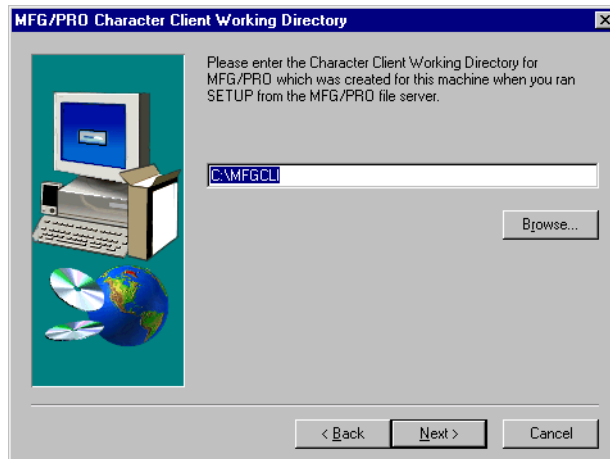 MFG/PRO Character Client Working Directory
Please enter the Character Client Working Directory for
MFG/PRO which was created for this machine when you ran
SETUP from the MFG/PRO file server.
C:\MFGCLI
Browse...
< Back
Next >
Cancel